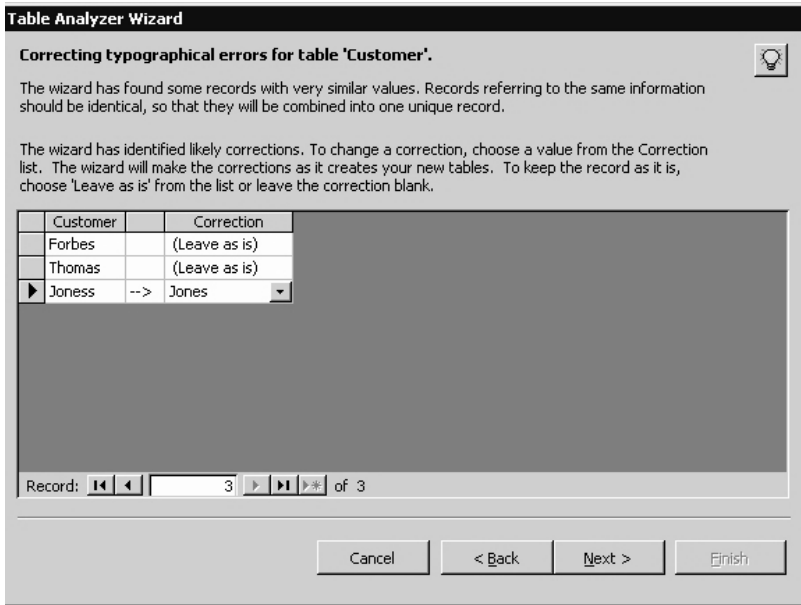 Table Analyzer Wizard
Correcting typographical errors for table 'Customer'.
The wizard has found some records with very similar values. Records referring to the same information
should be identical, so that they will be combined into one unique record.
The wizard has identified likely corrections. To change a correction, choose a value from the Correction
list. The wizard will make the corrections as it creates your new tables. To keep the record as it is,
choose 'Leave as is' from the list or leave the correction blank.
Customer Correction
Forbes (Leave as is)
Thomas (Leave as is)
Joness --> Jones
Record: 3 of 3
Cancel < Back Next > Finish